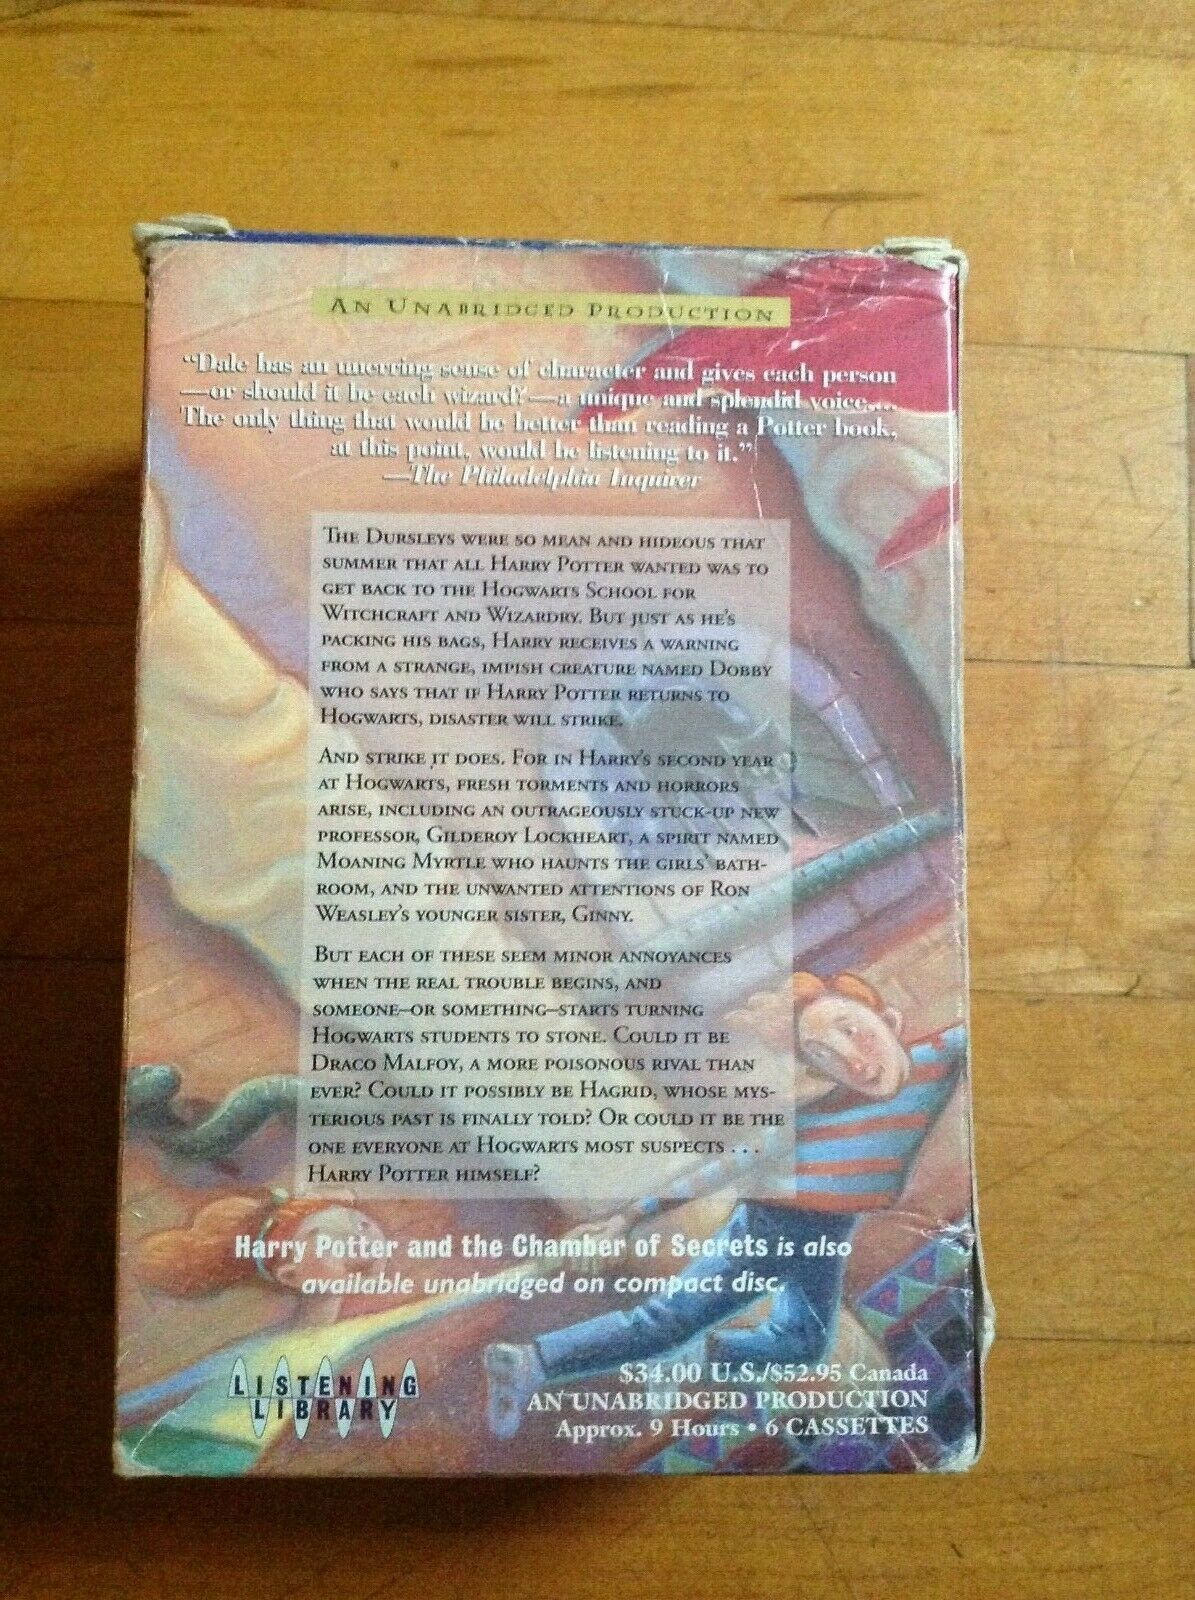 AN UNABRIDGED PRODUCTION
“Dale has an unerring sense of character and gives each person
—or should it be each wizard?—a unique and splendid voice....
The only thing that would be better than reading a Potter book,
at this point, would be listening to it.”
—The Philadelphia Inquirer
THE DURSLEYS WERE SO MEAN AND HIDEOUS THAT
SUMMER THAT ALL HARRY POTTER WANTED WAS TO
GET BACK TO THE HOGWARTS SCHOOL FOR
WITCHCRAFT AND WIZARDRY. BUT JUST AS HE'S
PACKING HIS BAGS, HARRY RECEIVES A WARNING
FROM A STRANGE, IMPISH CREATURE NAMED DOBBY
WHO SAYS THAT IF HARRY POTTER RETURNS TO
HOGWARTS, DISASTER WILL STRIKE.
AND STRIKE IT DOES. FOR IN HARRY'S SECOND YEAR
AT HOGWARTS, FRESH TORMENTS AND HORRORS
ARISE, INCLUDING AN OUTRAGEOUSLY STUCK-UP NEW
PROFESSOR, GILDEROY LOCKHEART, A SPIRIT NAMED
MOANING MYRTLE WHO HAUNTS THE GIRLS' BATH-
ROOM, AND THE UNWANTED ATTENTIONS OF RON
WEASLEY'S YOUNGER SISTER, GINNY.
BUT EACH OF THESE SEEM MINOR ANNOYANCES
WHEN THE REAL TROUBLE BEGINS, AND
SOMEONE–OR SOMETHING–STARTS TURNING
HOGWARTS STUDENTS TO STONE. COULD IT BE
DRACO MALFOY, A MORE POISONOUS RIVAL THAN
EVER? COULD IT POSSIBLY BE HAGRID, WHOSE MYS-
TERIOUS PAST IS FINALLY TOLD? OR COULD IT BE THE
ONE EVERYONE AT HOGWARTS MOST SUSPECTS . . .
HARRY POTTER HIMSELF?
Harry Potter and the Chamber of Secrets is also
available unabridged on compact disc.
LISTENING
LIBRARY
$34.00 U.S./$52.95 Canada
AN UNABRIDGED PRODUCTION
Approx. 9 Hours • 6 CASSETTES